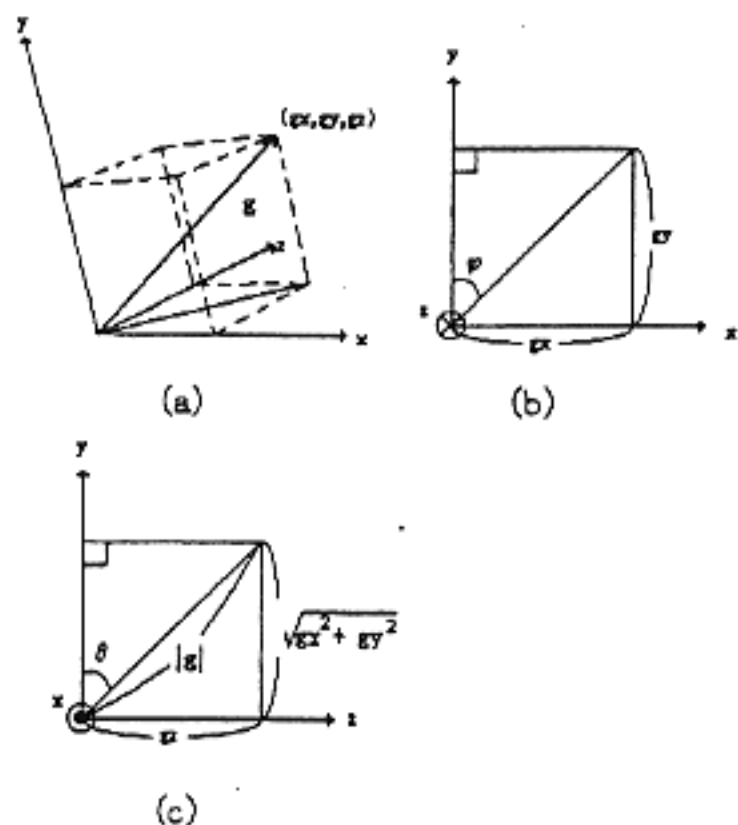 y
(gx,gy,gz)
g
z
x
(a)
y
φ
gy
z
gx
x
(b)
y
θ
|g|
√gx² + gy²
x
gz
z
(c)